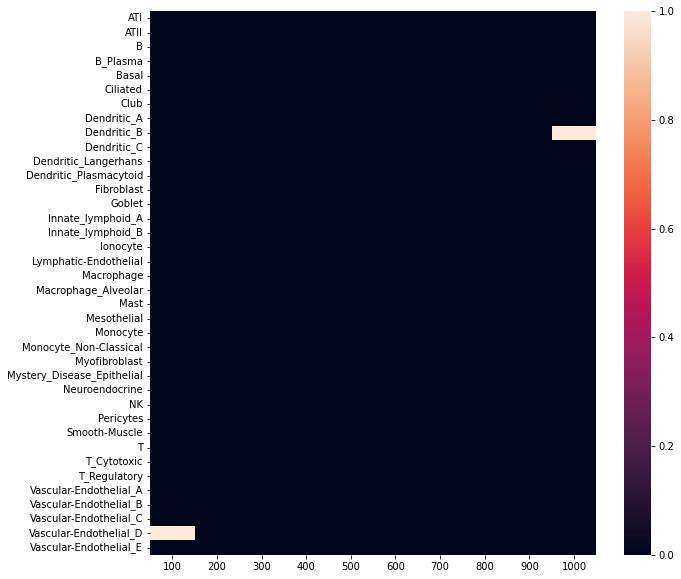 ATI
ATII
B
B_Plasma
Basal
Ciliated
Club
Dendritic_A
Dendritic_B
Dendritic_C
Dendritic_Langerhans
Dendritic_Plasmacytoid
Fibroblast
Goblet
Innate_lymphoid_A
Innate_lymphoid_B
Ionocyte
Lymphatic-Endothelial
Macrophage
Macrophage_Alveolar
Mast
Mesothelial
Monocyte
Monocyte_Non-Classical
Myofibroblast
Mystery_Disease_Epithelial
Neuroendocrine
NK
Pericytes
Smooth-Muscle
T
T_Cytotoxic
T_Regulatory
Vascular-Endothelial_A
Vascular-Endothelial_B
Vascular-Endothelial_C
Vascular-Endothelial_D
Vascular-Endothelial_E
100 200 300 400 500 600 700 800 900 1000
1.0
0.8
0.6
0.4
0.2
0.0